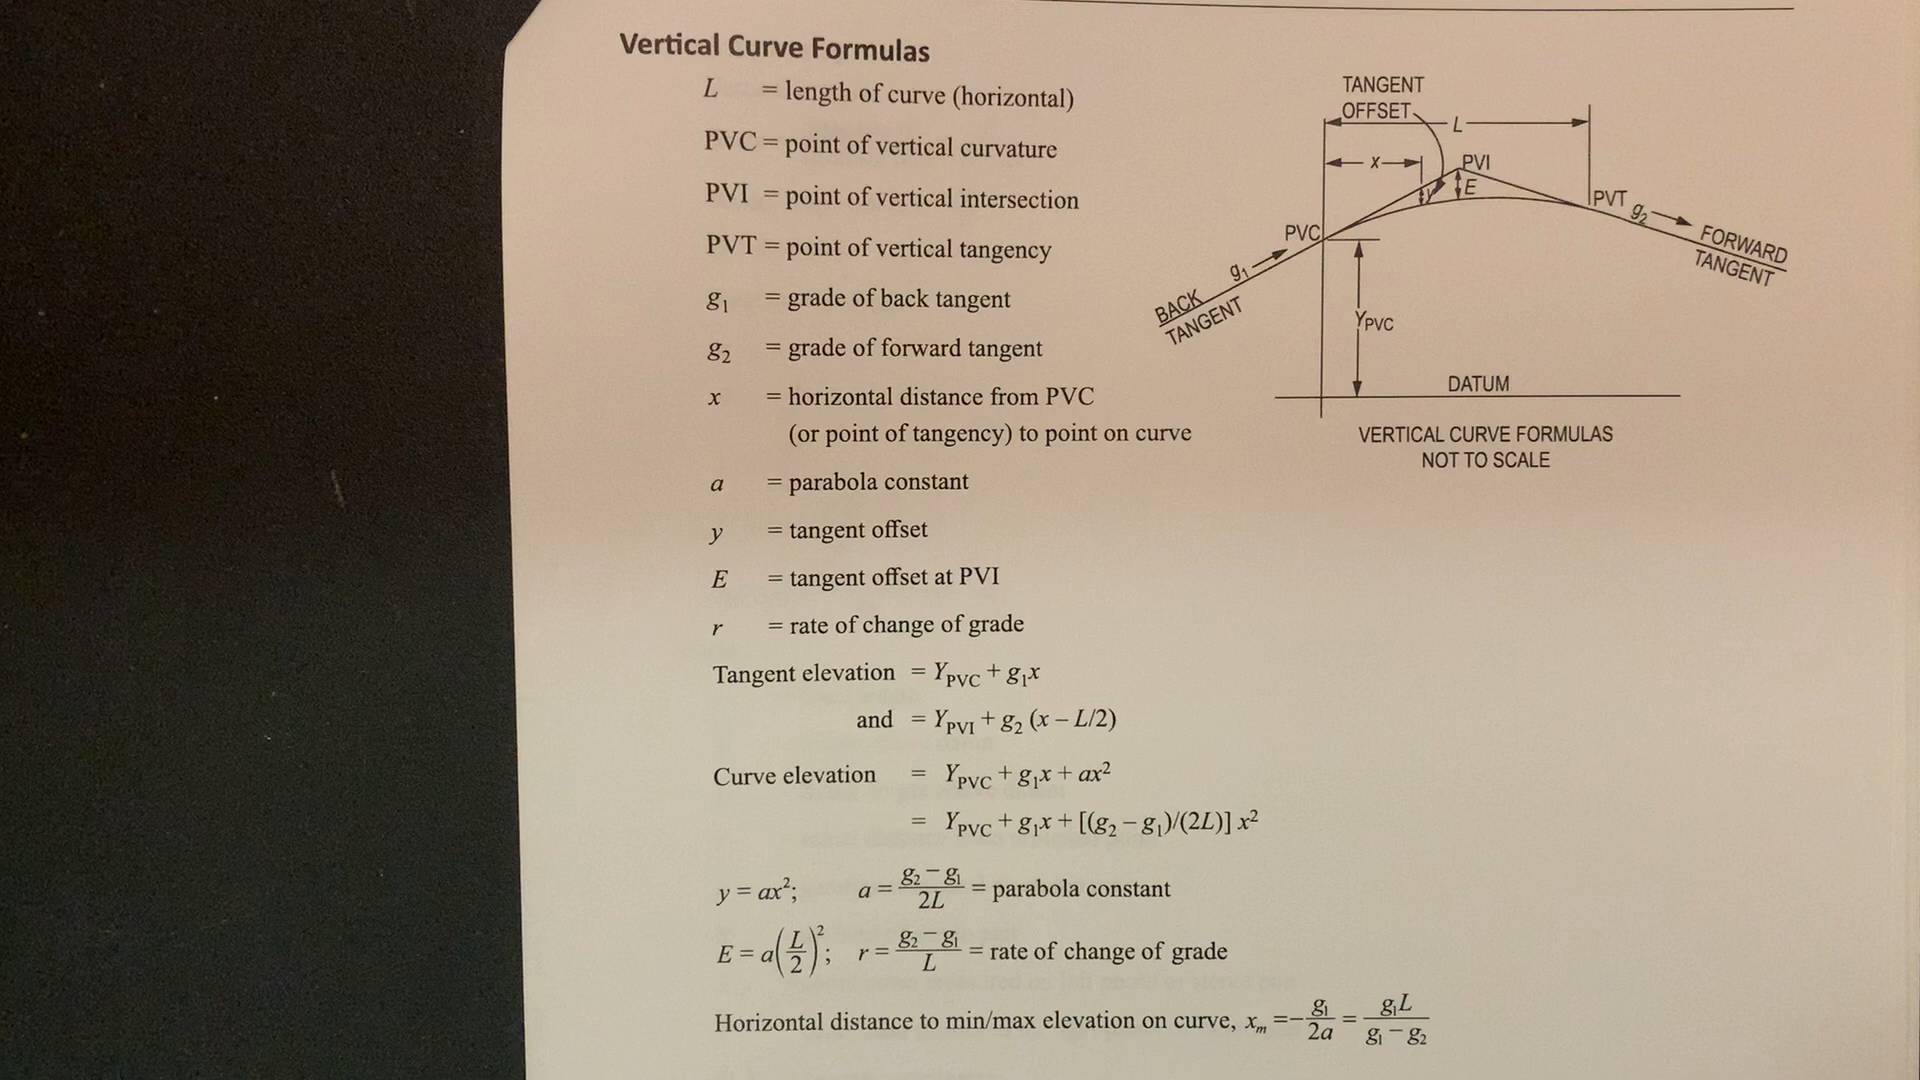 Vertical Curve Formulas
L = length of curve (horizontal)
PVC = point of vertical curvature
PVI = point of vertical intersection
PVT = point of vertical tangency
g₁ = grade of back tangent
g₂ = grade of forward tangent
x = horizontal distance from PVC
(or point of tangency) to point on curve
a = parabola constant
y = tangent offset
E = tangent offset at PVI
r = rate of change of grade
Tangent elevation = Y_PVC + g₁x
and = Y_PVI + g₂ (x – L/2)
Curve elevation = Y_PVC + g₁x + ax²
= Y_PVC + g₁x + [(g₂ – g₁)/(2L)] x²
y = ax²; a = (g₂ − g₁)/(2L) = parabola constant
E = a(L/2)²; r = (g₂ − g₁)/L = rate of change of grade
Horizontal distance to min/max elevation on curve, xₘ = −g₁/(2a) = g₁L/(g₁ − g₂)
TANGENT
OFFSET
L
x
PVI
y
E
PVT
g₂
FORWARD
TANGENT
PVC
g₁
BACK
TANGENT
Y_PVC
DATUM
VERTICAL CURVE FORMULAS
NOT TO SCALE